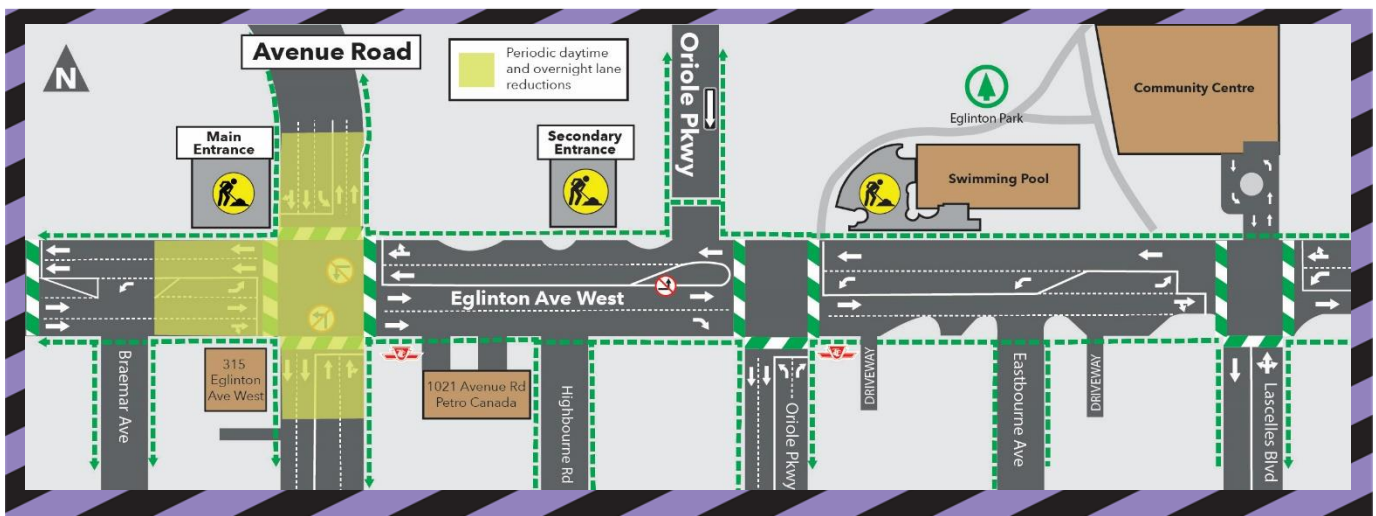 Avenue Road
N
Periodic daytime
and overnight lane
reductions
Oriole Pkwy
Eglinton Park
Community Centre
Main
Entrance
Secondary
Entrance
Swimming Pool
Eglinton Ave West
Braemar Ave
315
Eglinton
Ave West
1021 Avenue Rd
Petro Canada
Highbourne Rd
Oriole Pkwy
DRIVEWAY
Eastbourne Ave
DRIVEWAY
Lascelles Blvd